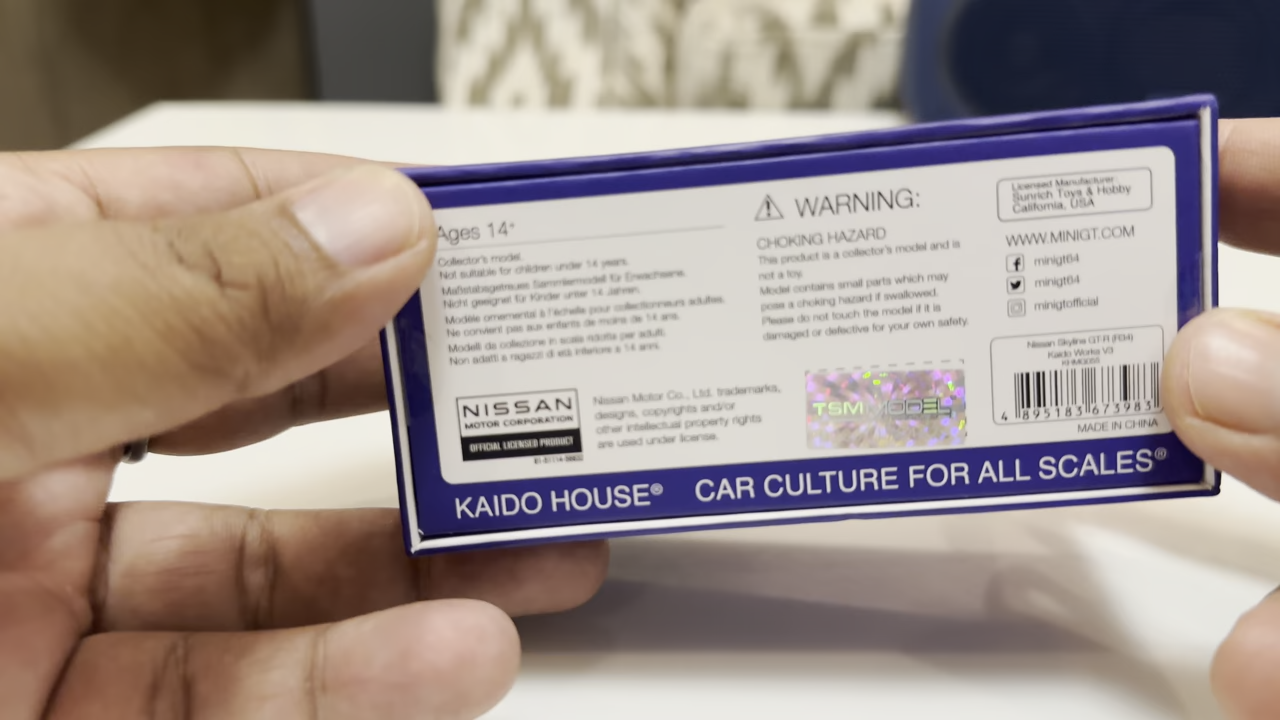 Ages 14+
Collector's model.
Not suitable for children under 14 years.
Maßstabsgetreues Sammlermodell für Erwachsene.
Nicht geeignet für Kinder unter 14 Jahren.
Modèle ornemental à l'échelle pour collectionneurs adultes.
Ne convient pas aux enfants de moins de 14 ans.
Modelli da collezione in scala ridotta per adulti.
Non adatti a ragazzi di età inferiore a 14 anni.
NISSAN
MOTOR CORPORATION
OFFICIAL LICENSED PRODUCT
Nissan Motor Co., Ltd. trademarks,
designs, copyrights and/or
other intellectual property rights
are used under license.
WARNING:
CHOKING HAZARD
This product is a collector's model and is
not a toy.
Model contains small parts which may
pose a choking hazard if swallowed.
Please do not touch the model if it is
damaged or defective for your own safety.
TSM MODEL
Licensed Manufacturer:
Sunrich Toys & Hobby
California, USA
WWW.MINIGT.COM
minigt64
minigt64
minigtofficial
Nissan Skyline GT-R (R34)
Kaido Works V3
KHMG055
4 895183 673983
MADE IN CHINA
KAIDO HOUSE® CAR CULTURE FOR ALL SCALES®